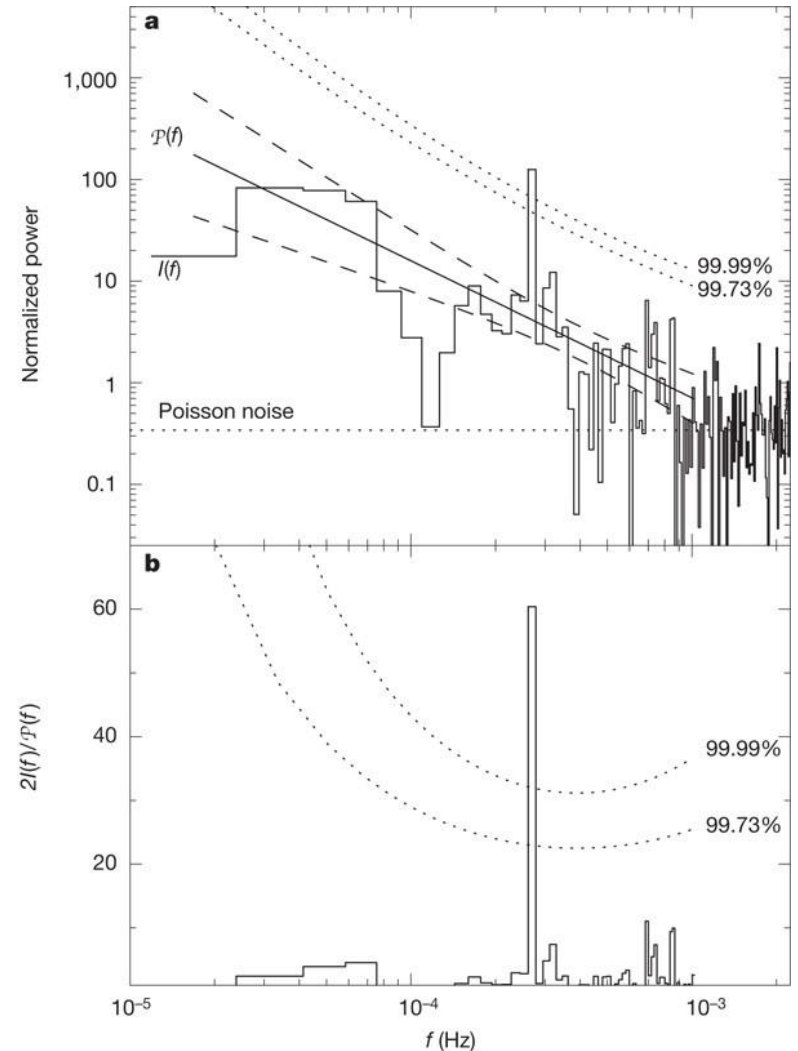 a
1,000
𝒫(f)
100
I(f)
99.99%
10
99.73%
Normalized power
1
Poisson noise
0.1
b
60
40
99.99%
2I(f)/𝒫(f)
99.73%
20
10⁻⁵
10⁻⁴
10⁻³
f (Hz)